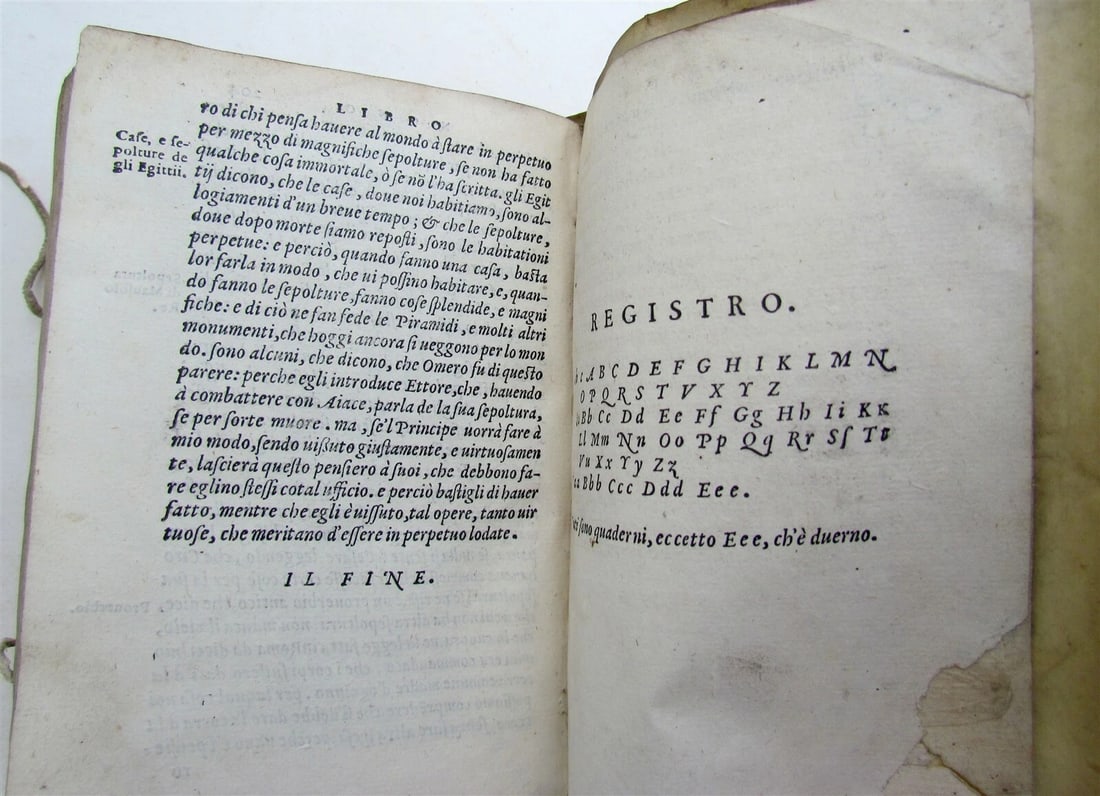 LIBRO
ro di chi pensa hauere al mondo à stare in perpetuo
per mezzo di magnifiche sepolture, se non ha fatto
qualche cosa immortale, ò se nō l'ha scritta. gli Egit
tij dicono, che le case, doue noi habitiamo, sono al-
logiamenti d'un breue tempo; & che le sepolture,
doue dopo morte siamo reposti, sono le habitationi
perpetue: e perciò, quando fanno una casa, basta
lor farla in modo, che ui possino habitare, e, quan-
do fanno le sepolture, fanno cose splendide, e magni
fiche: e di ciò ne fan fede le Piramidi, e molti altri
monumenti, che hoggi ancora si ueggono per lo mon
do. sono alcuni, che dicono, che Omero fu di questo
parere: perche egli introduce Ettore, che, hauendo
à combattere con Aiace, parla de la sua sepoltura,
se per sorte muore. ma, se'l Principe uorrà fare à
mio modo, sendo uissuto giustamente, e uirtuosamen
te, lascierà questo pensiero à suoi, che debbono fa-
re eglino stessi cotal ufficio. e perciò bastigli di hauer
fatto, mentre che egli è uissuto, tal opere, tanto uir
tuose, che meritano d'essere in perpetuo lodate.
IL FINE.
Case, e se-
polture de
gli Egittii.
REGISTRO.
A B C D E F G H I K L M N
O P Q R S T V X Y Z
Bb Cc Dd Ee Ff Gg Hh Ii Kk
Ll Mm Nn Oo Pp Qq Rr Sſ Tt
Vu Xx Yy Zz
Bbb Ccc Ddd Eee.
sono quaderni, eccetto Eee, ch'è duerno.